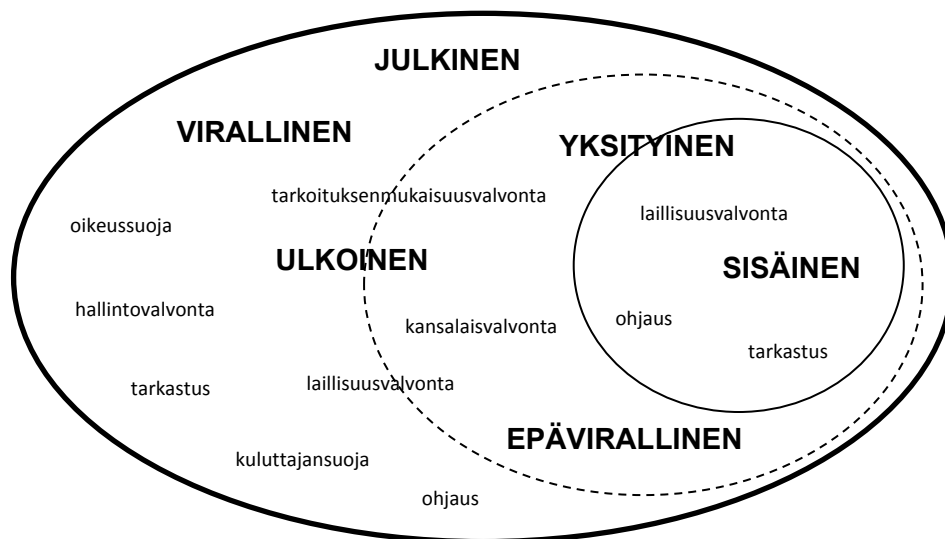 JULKINEN
VIRALLINEN
YKSITYINEN
tarkoituksenmukaisuusvalvonta
laillisuusvalvonta
oikeussuoja
ULKOINEN
SISÄINEN
hallintovalvonta
kansalaisvalvonta
ohjaus
tarkastus
tarkastus
laillisuusvalvonta
EPÄVIRALLINEN
kuluttajansuoja
ohjaus